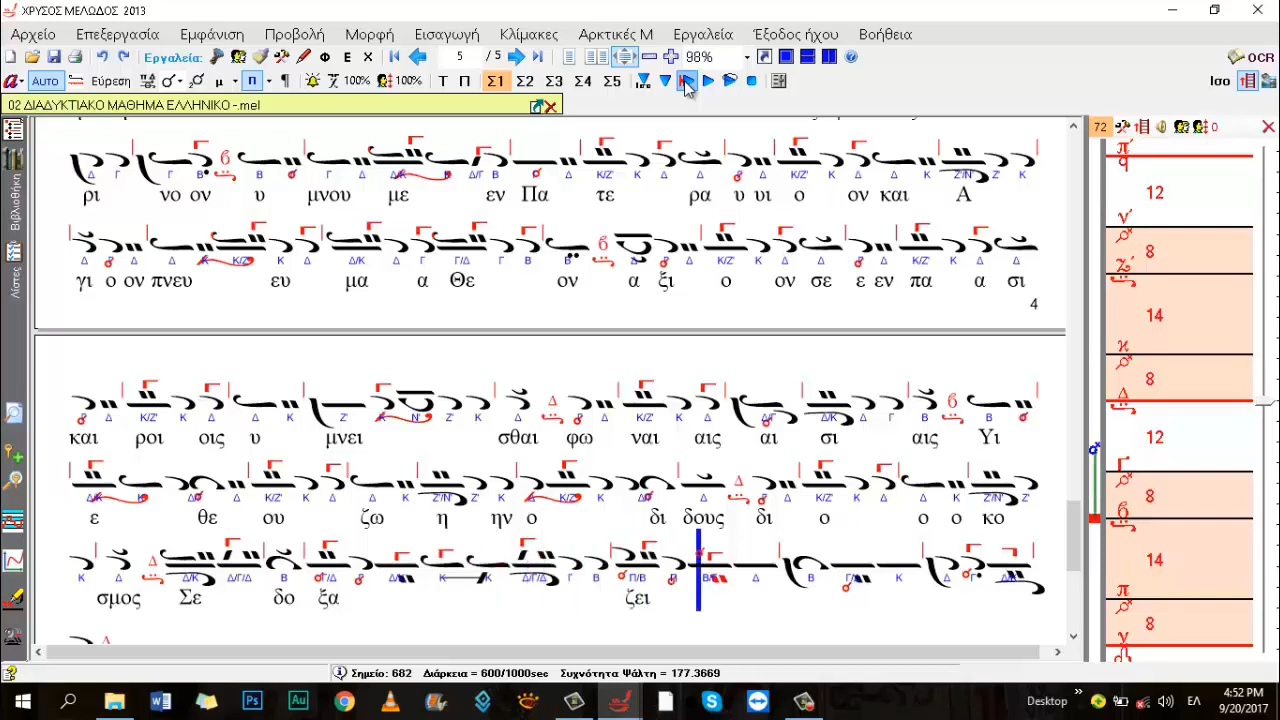 ΧΡΥΣΟΣ ΜΕΛΩΔΟΣ 2013
Αρχείο Επεξεργασία Εμφάνιση Προβολή Μορφή Εισαγωγή Κλίμακες Αρκτικές Μ Εργαλεία Έξοδος ήχου Βοήθεια
Εργαλεία: Φ Ε Χ 5 / 5 98% OCR
α Αυτο Εύρεση μ π ¶ 100% 100% Τ Π Σ1 Σ2 Σ3 Σ4 Σ5 Ισο
02 ΔΙΑΔΥΚΤΙΑΚΟ ΜΑΘΗΜΑ ΕΛΛΗΝΙΚΟ -.mel
72 0
Βιβλιοθήκη
Λίστες
ρι νο ον υ μνου με εν Πα τε ρα υ υι ο ον και Α
γι ο ον πνευ ευ μα α Θε ον α ξι ο ον σε ε εν πα α σι
4
και ροι οις υ μνει σθαι φω ναι αις αι σι αις Υι
ε θε ου ζω η ην ο δι δους δι ο ο ο κο
σμος Σε δο ξα ζει
12
8
14
8
12
8
14
8
Σημείο: 682 Διάρκεια = 600/1000sec Συχνότητα Ψάλτη = 177.3669
Desktop ΕΛ 4:52 PM
9/20/2017